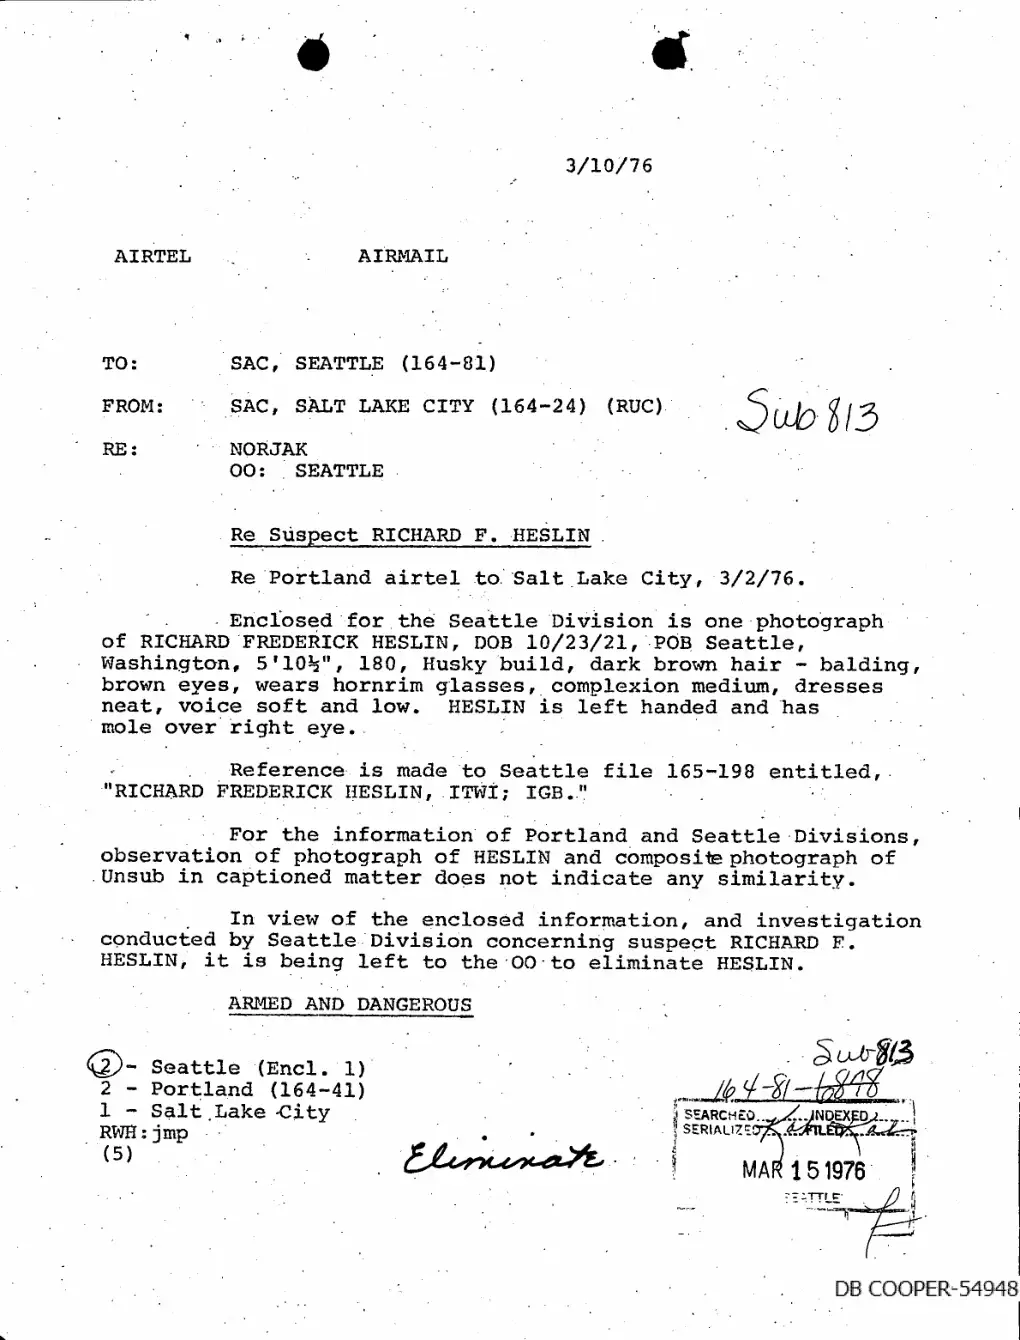 3/10/76
AIRTEL AIRMAIL
TO: SAC, SEATTLE (164-81)
FROM: SAC, SALT LAKE CITY (164-24) (RUC)
Sub 813
RE: NORJAK
OO: SEATTLE
Re Suspect RICHARD F. HESLIN
Re Portland airtel to Salt Lake City, 3/2/76.
Enclosed for the Seattle Division is one photograph
of RICHARD FREDERICK HESLIN, DOB 10/23/21, POB Seattle,
Washington, 5'10½", 180, Husky build, dark brown hair - balding,
brown eyes, wears hornrim glasses, complexion medium, dresses
neat, voice soft and low. HESLIN is left handed and has
mole over right eye.
Reference is made to Seattle file 165-198 entitled,
"RICHARD FREDERICK HESLIN, ITWI; IGB."
For the information of Portland and Seattle Divisions,
observation of photograph of HESLIN and composite photograph of
Unsub in captioned matter does not indicate any similarity.
In view of the enclosed information, and investigation
conducted by Seattle Division concerning suspect RICHARD F.
HESLIN, it is being left to the OO to eliminate HESLIN.
ARMED AND DANGEROUS
2 - Seattle (Encl. 1)
2 - Portland (164-41)
1 - Salt Lake City
RWH:jmp
(5)
Eliminate
Sub 813
164-81-
SEARCHED INDEXED
SERIALIZED FILED
MAR 15 1976
SEATTLE
DB COOPER-54948